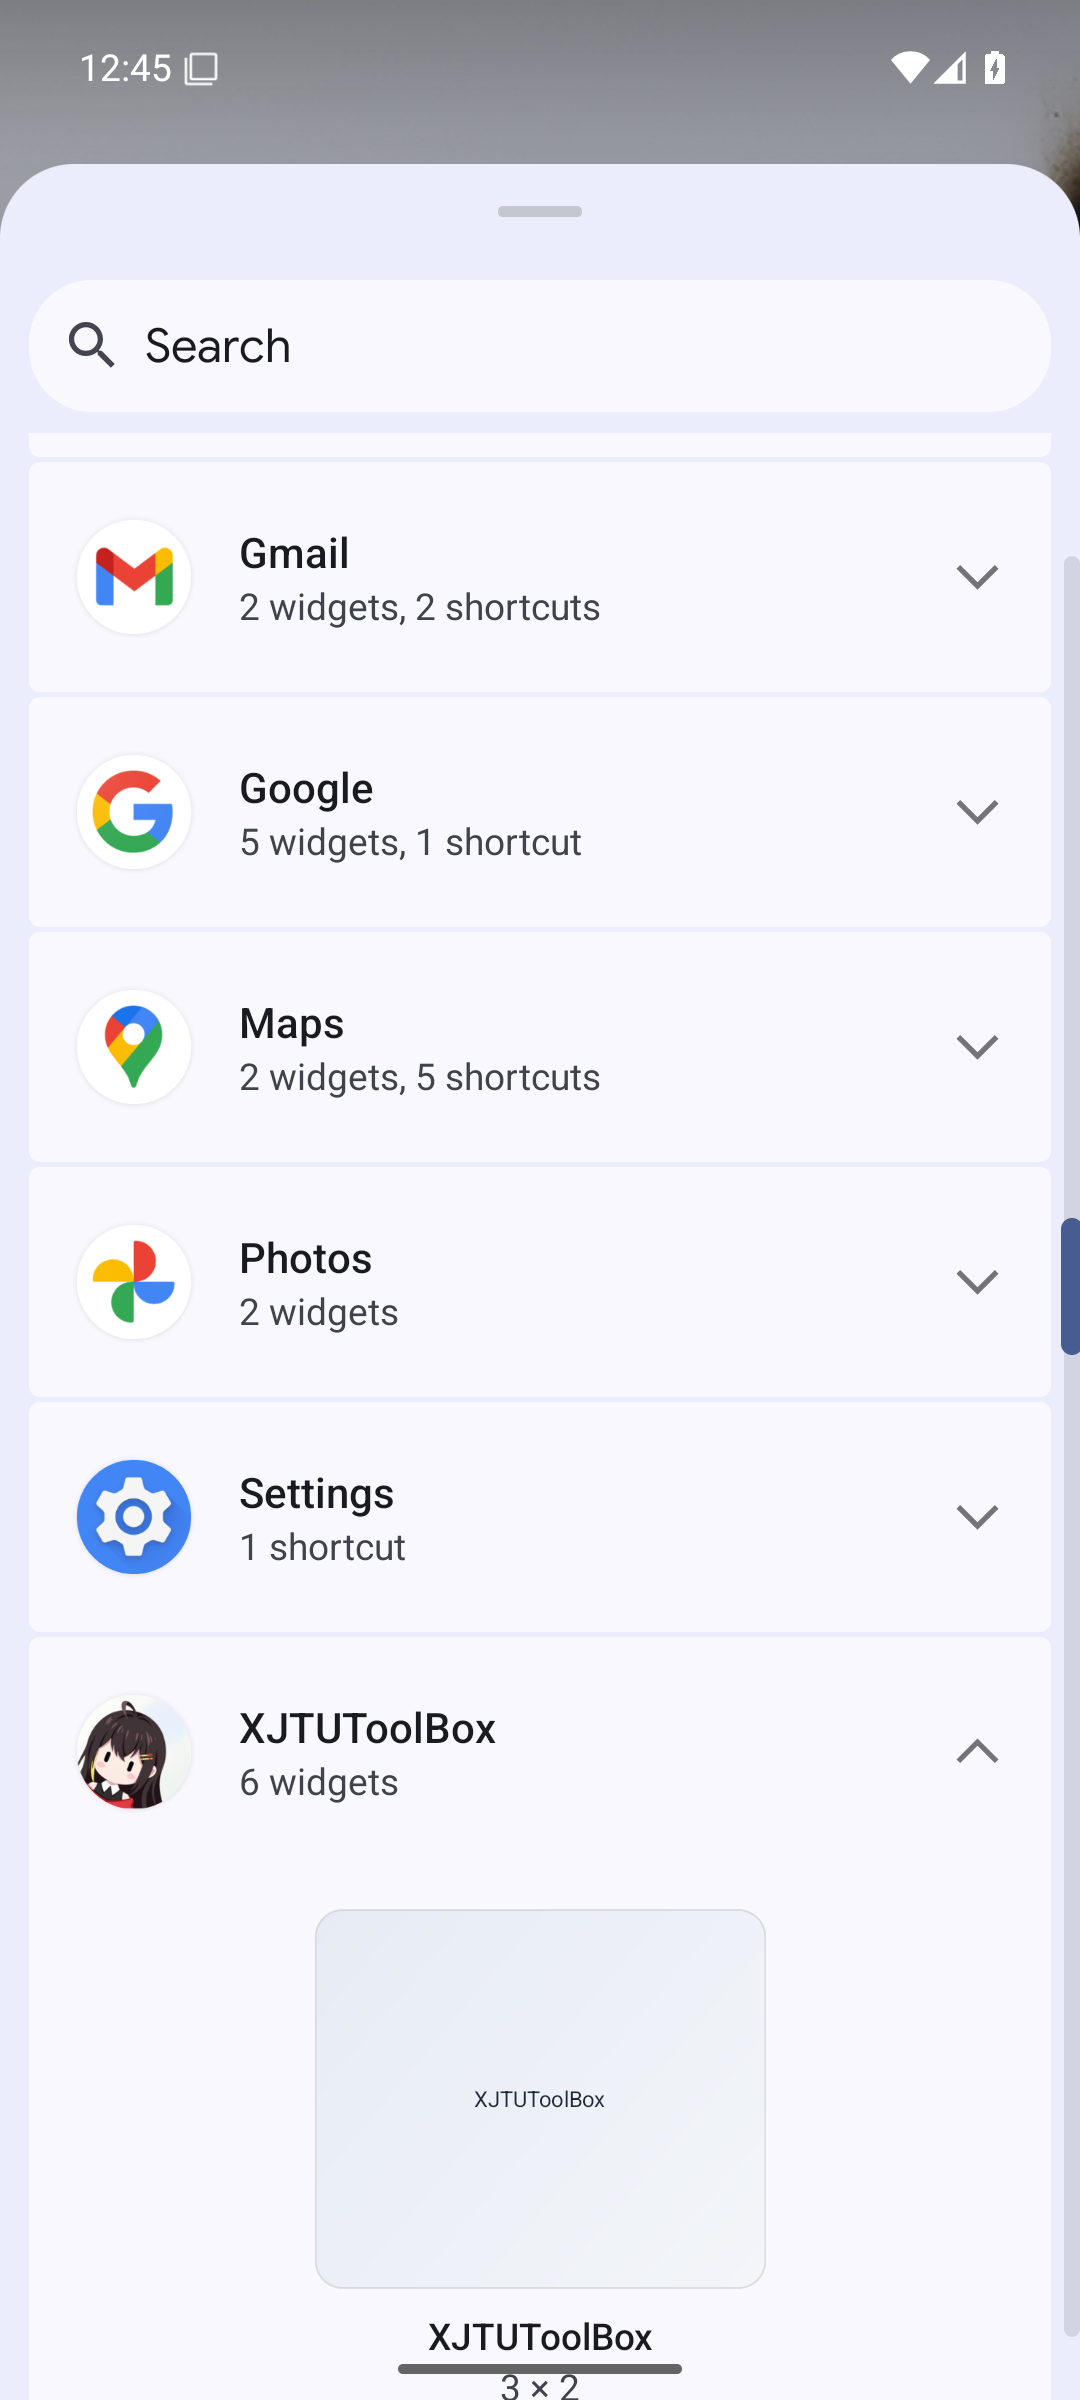 12:45
Search
Gmail
2 widgets, 2 shortcuts
Google
5 widgets, 1 shortcut
Maps
2 widgets, 5 shortcuts
Photos
2 widgets
Settings
1 shortcut
XJTUToolBox
6 widgets
XJTUToolBox
XJTUToolBox
3 × 2